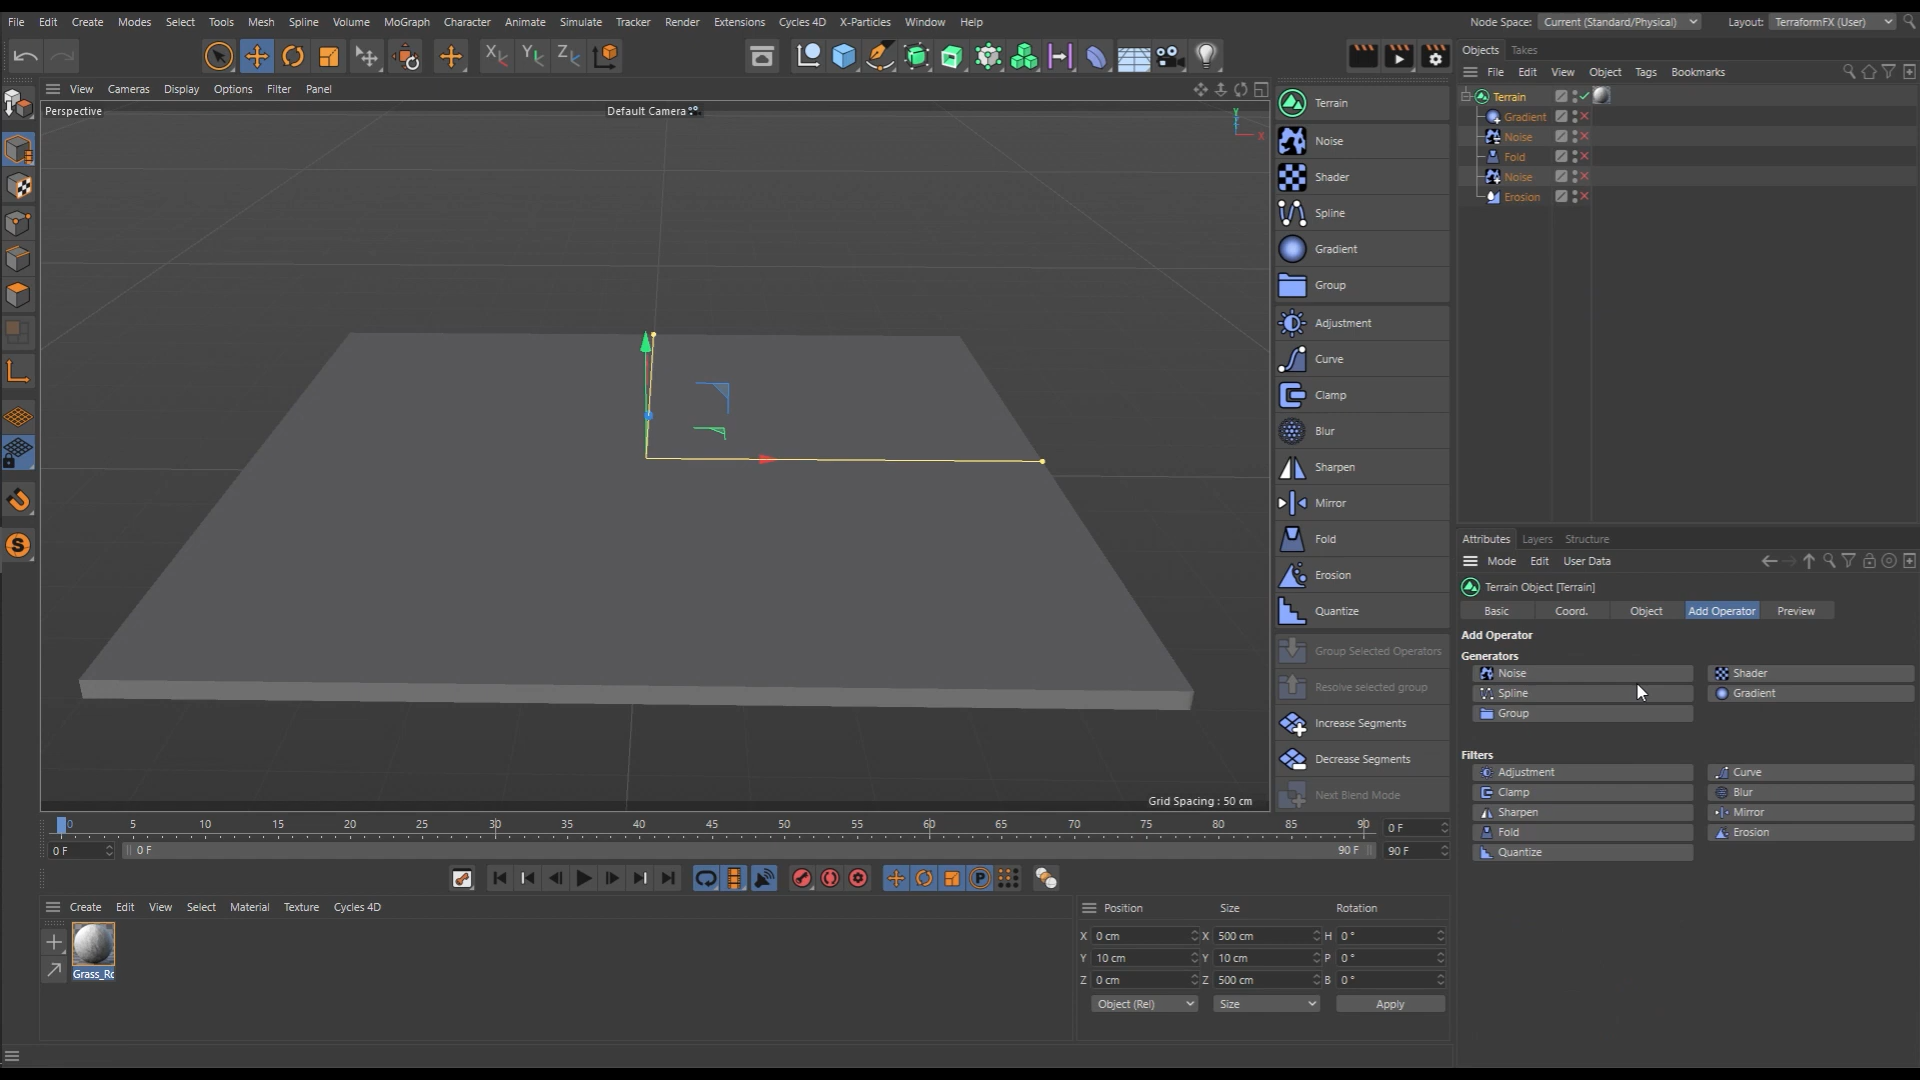 File Edit Create Modes Select Tools Mesh Spline Volume MoGraph Character Animate Simulate Tracker Render Extensions Cycles 4D X-Particles Window Help
Node Space: Current (Standard/Physical) Layout: TerraformFX (User)
X Y Z
Objects Takes
File Edit View Object Tags Bookmarks
Terrain
Gradient
Noise
Fold
Noise
Erosion
View Cameras Display Options Filter Panel
Perspective
Default Camera
Y
X
Grid Spacing : 50 cm
Terrain
Noise
Shader
Spline
Gradient
Group
Adjustment
Curve
Clamp
Blur
Sharpen
Mirror
Fold
Erosion
Quantize
Group Selected Operators
Resolve selected group
Increase Segments
Decrease Segments
Next Blend Mode
Attributes Layers Structure
Mode Edit User Data
Terrain Object [Terrain]
Basic Coord. Object Add Operator Preview
Add Operator
Generators
Noise Shader
Spline Gradient
Group
Filters
Adjustment Curve
Clamp Blur
Sharpen Mirror
Fold Erosion
Quantize
S
0 5 10 15 20 25 30 35 40 45 50 55 60 65 70 75 80 85 90 0 F
0 F 0 F 90 F 90 F
P
Create Edit View Select Material Texture Cycles 4D
Grass_Rc
Position Size Rotation
X 0 cm X 500 cm H 0 °
Y 10 cm Y 10 cm P 0 °
Z 0 cm Z 500 cm B 0 °
Object (Rel) Size Apply